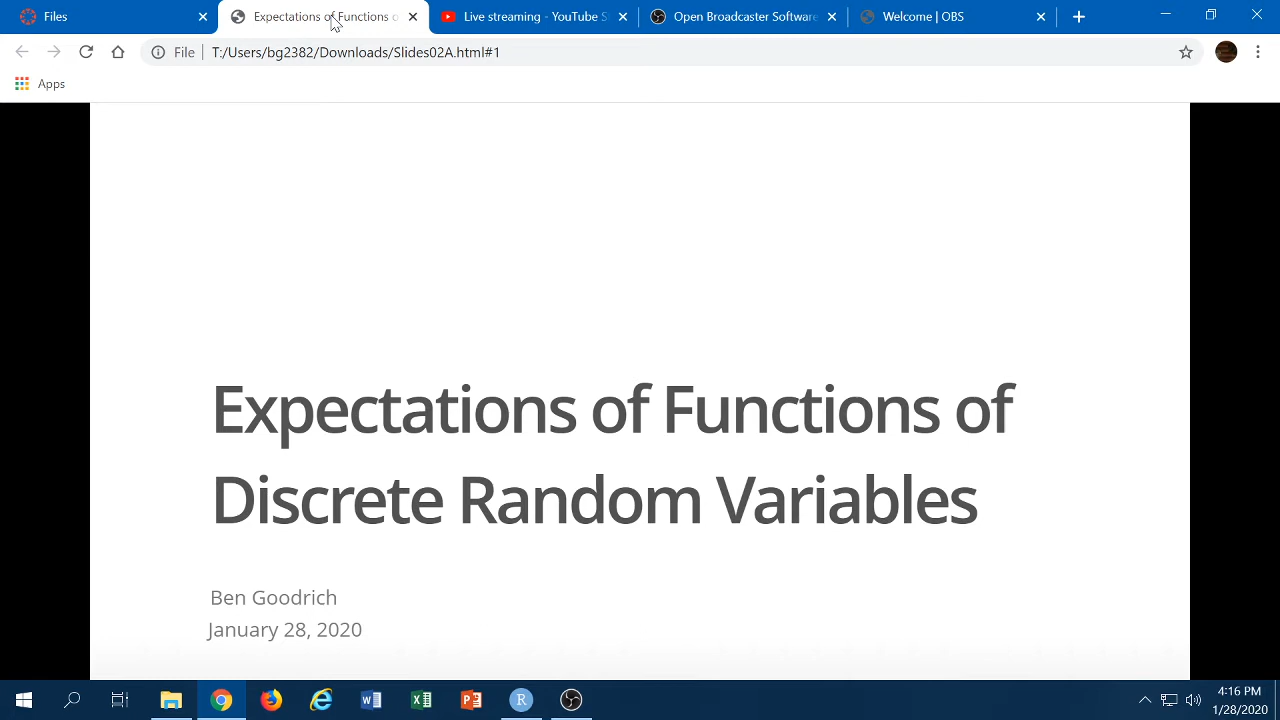 Files
Expectations of Functions o
Live streaming - YouTube S
Open Broadcaster Software
Welcome | OBS
File
T:/Users/bg2382/Downloads/Slides02A.html#1
Apps
Expectations of Functions of
Discrete Random Variables
Ben Goodrich
January 28, 2020
4:16 PM
1/28/2020